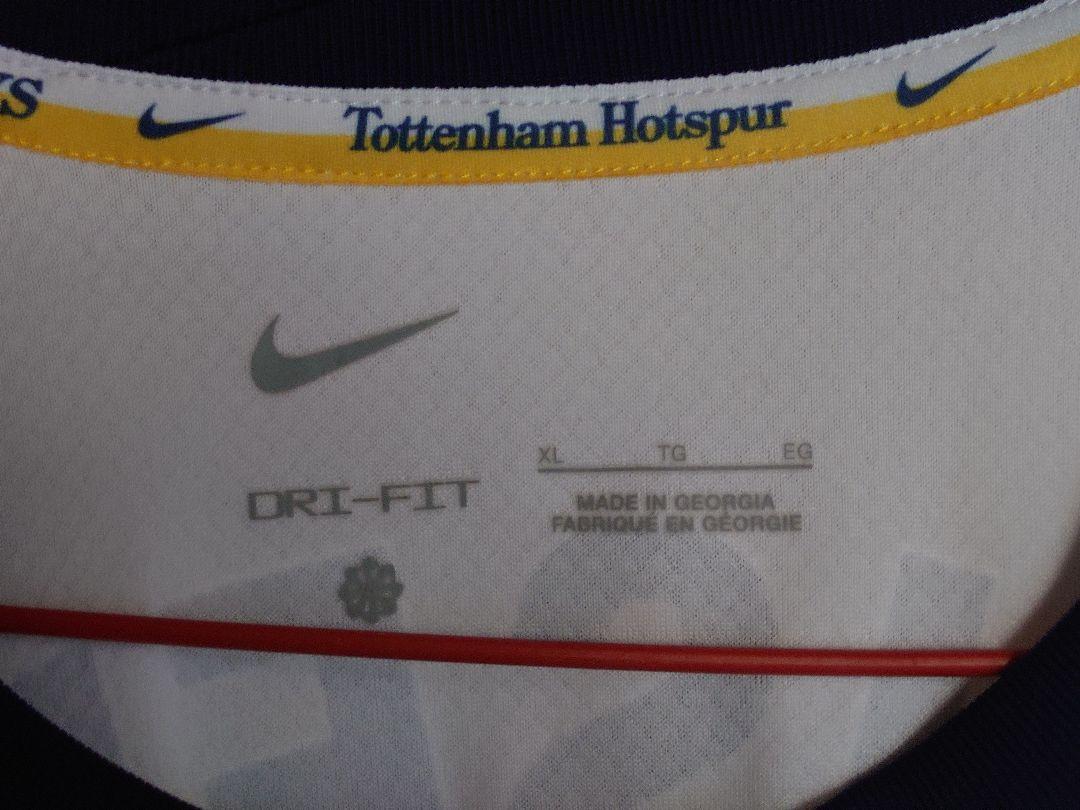 Tottenham Hotspur
DRI-FIT
XL TG EG
MADE IN GEORGIA
FABRIQUÉ EN GÉORGIE